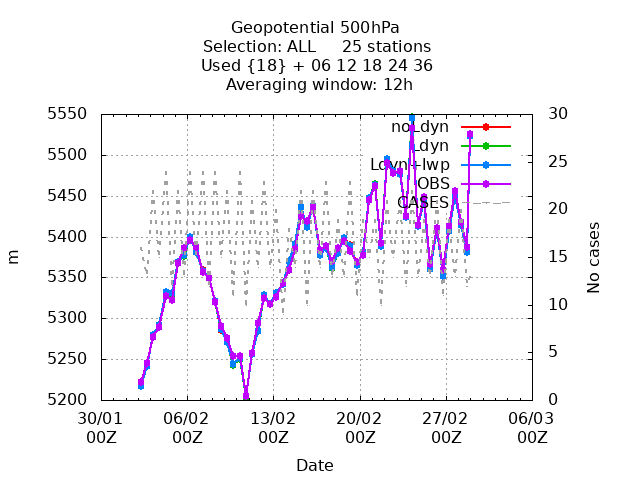 Geopotential 500hPa
Selection: ALL     25 stations
Used {18} + 06 12 18 24 36
Averaging window: 12h
5550
5500
5450
5400
5350
5300
5250
5200
m
30
25
20
15
10
5
0
No cases
no_dyn
L_dyn
Ldyn+lwp
OBS
CASES
30/01 06/02 13/02 20/02 27/02 06/03
00Z 00Z 00Z 00Z 00Z 00Z
Date